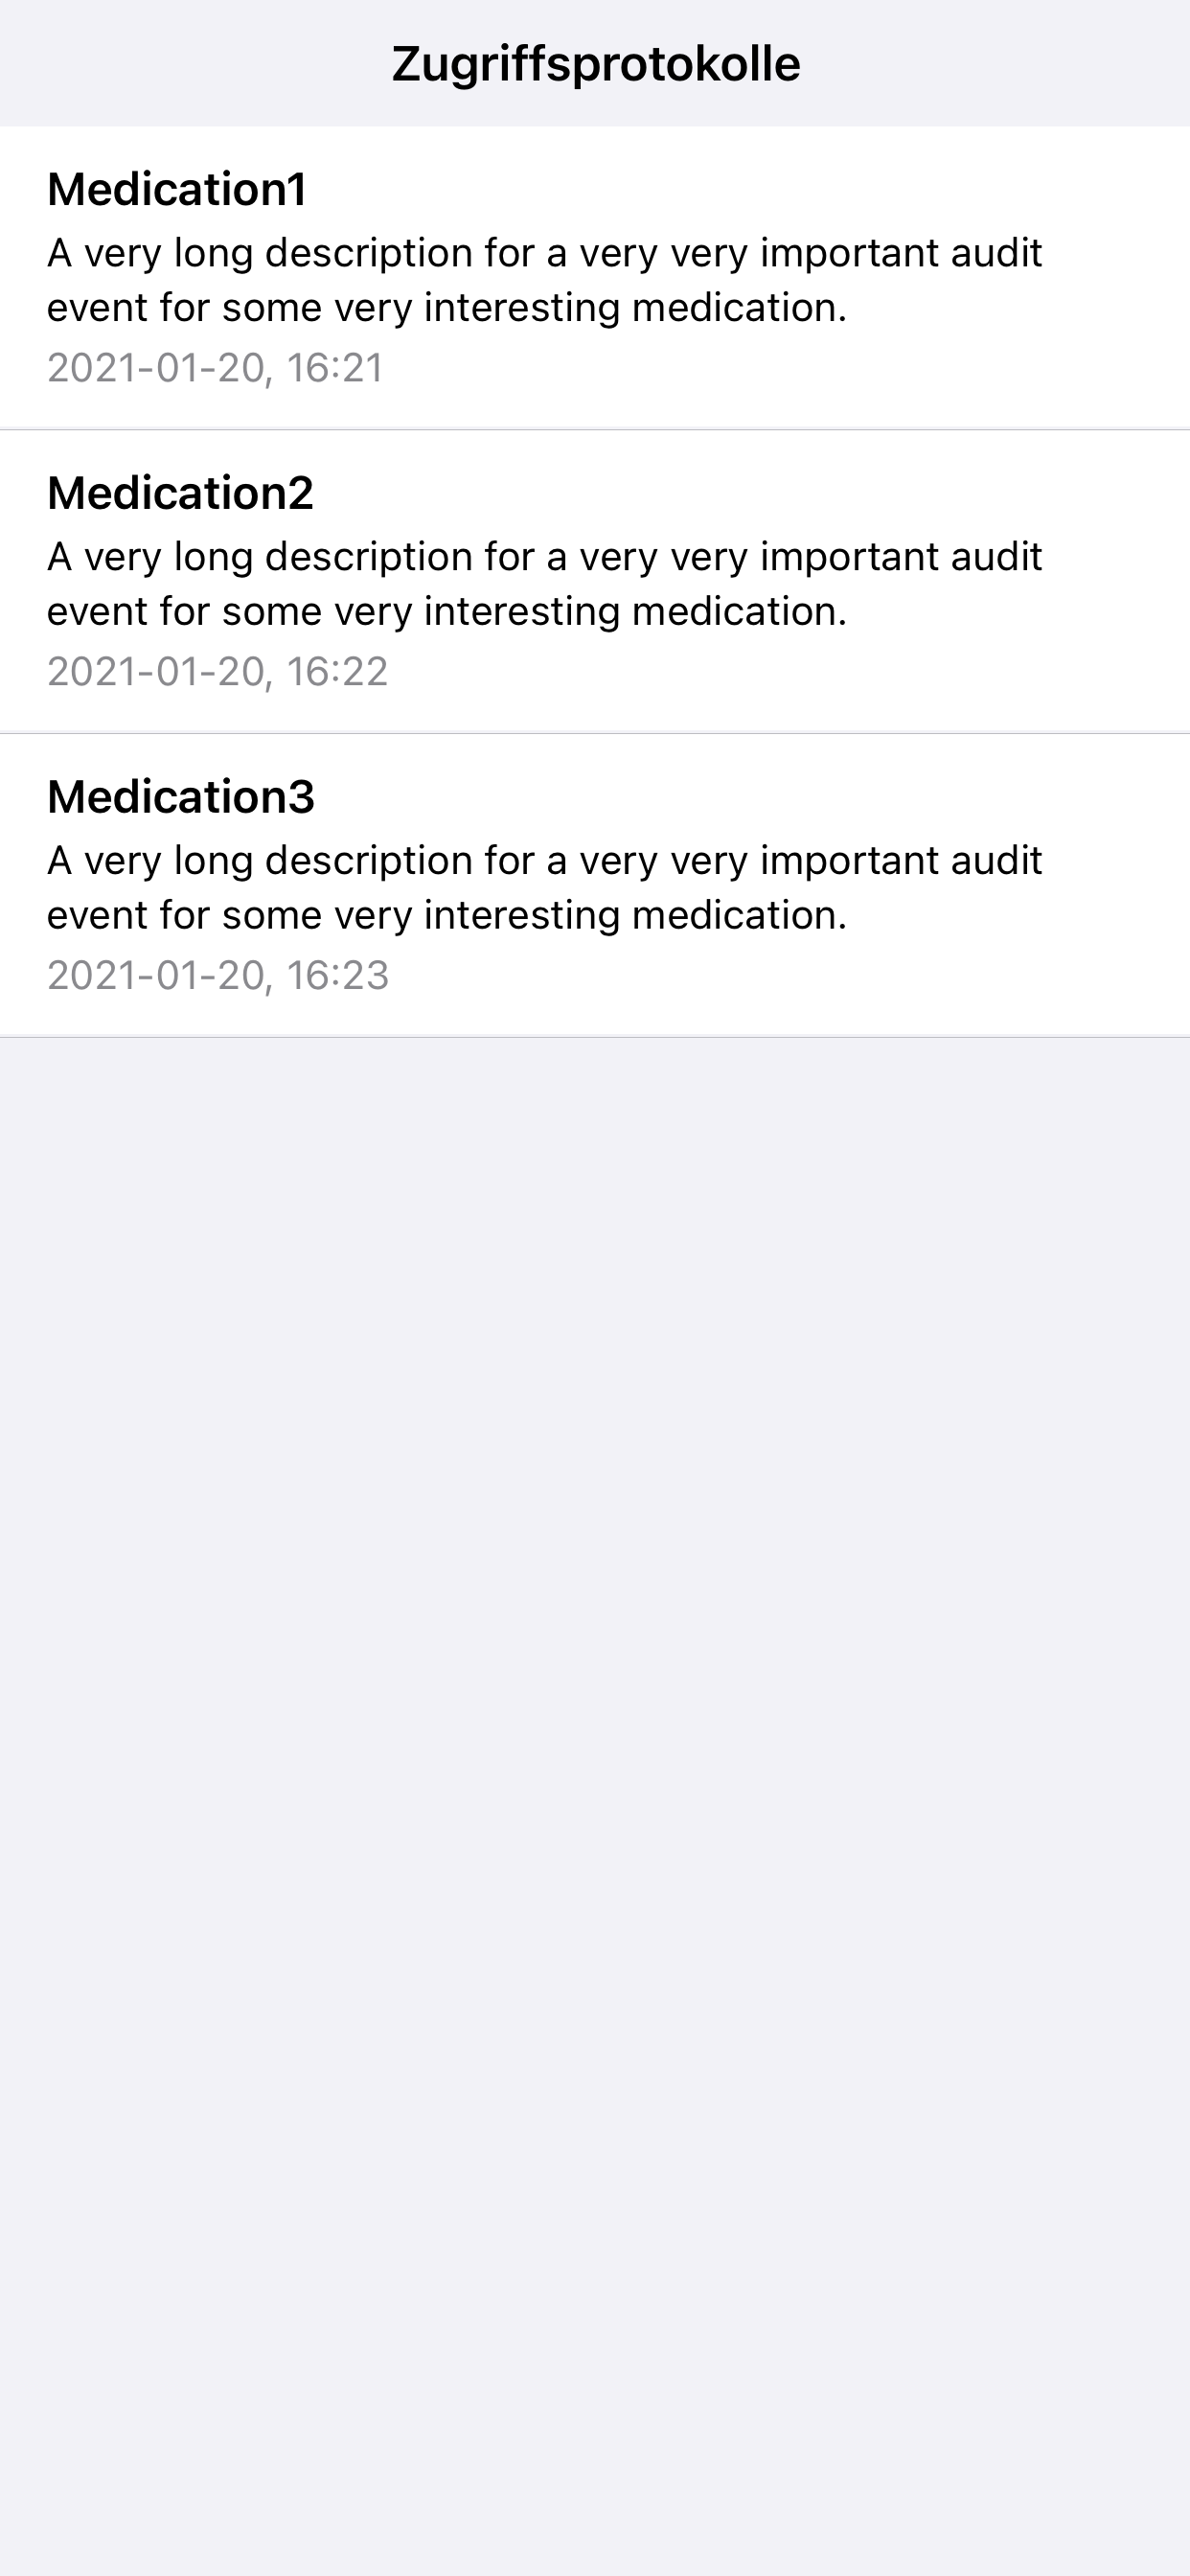 Zugriffsprotokolle
Medication1
A very long description for a very very important audit
event for some very interesting medication.
2021-01-20, 16:21
Medication2
A very long description for a very very important audit
event for some very interesting medication.
2021-01-20, 16:22
Medication3
A very long description for a very very important audit
event for some very interesting medication.
2021-01-20, 16:23